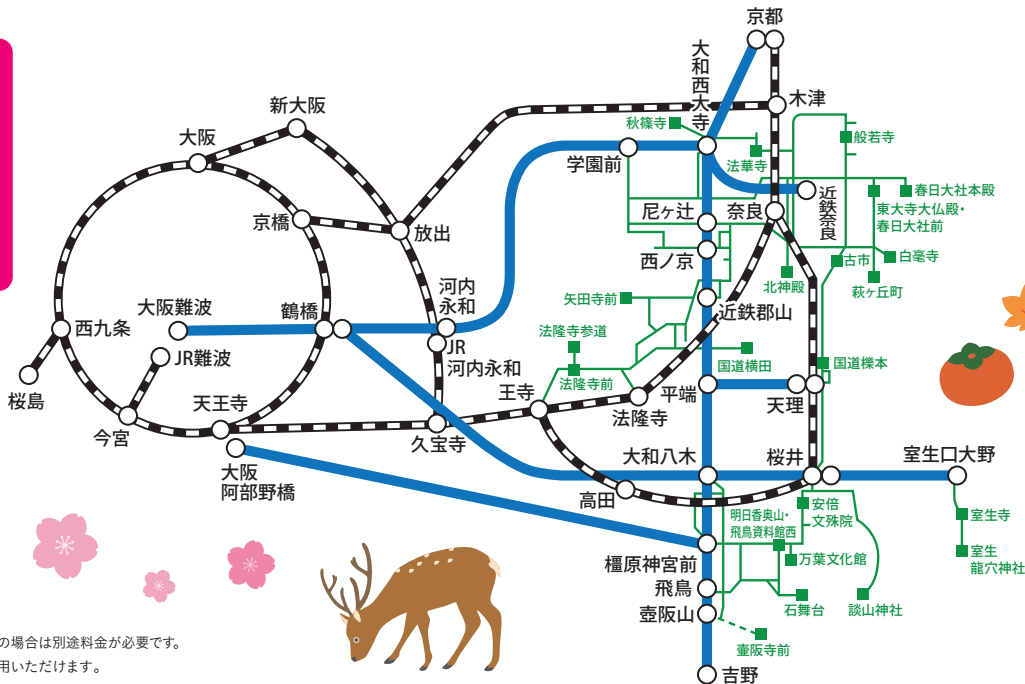 京都
大和西大寺
木津
新大阪
大阪
秋篠寺
般若寺
学園前
法華寺
春日大社本殿
近鉄奈良
東大寺大仏殿・
春日大社前
尼ヶ辻
奈良
京橋
放出
西ノ京
古市
白毫寺
北神殿
萩ヶ丘町
河内
永和
矢田寺前
近鉄郡山
大阪難波
鶴橋
西九条
法隆寺参道
JR難波
JR
河内永和
国道横田
国道櫟本
法隆寺前
王寺
平端
天理
桜島
天王寺
法隆寺
今宮
久宝寺
大和八木
桜井
室生口大野
大阪
阿部野橋
高田
安倍
文殊院
明日香奥山・
飛鳥資料館西
室生寺
万葉文化館
室生
龍穴神社
橿原神宮前
飛鳥
石舞台
談山神社
壺阪山
壷阪寺前
の場合は別途料金が必要です。
用いただけます。
吉野